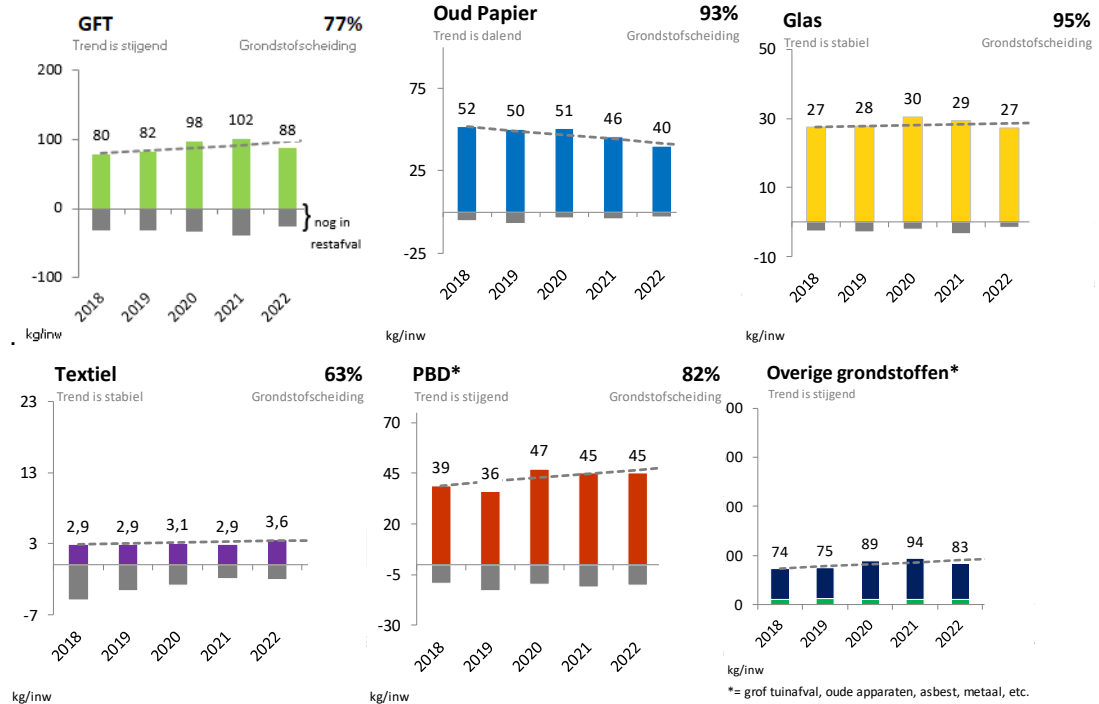 GFT 77%
Trend is stijgend Grondstofscheiding
200
100
0
-100
80 82 98 102 88
nog in
restafval
2018 2019 2020 2021 2022
kg/inw
Oud Papier 93%
Trend is dalend Grondstofscheiding
75
25
-25
52 50 51 46 40
2018 2019 2020 2021 2022
kg/inw
Glas 95%
Trend is stabiel Grondstofscheiding
50
30
10
-10
27 28 30 29 27
2018 2019 2020 2021 2022
kg/inw
Textiel 63%
Trend is stabiel Grondstofscheiding
23
13
3
-7
2,9 2,9 3,1 2,9 3,6
2018 2019 2020 2021 2022
kg/inw
PBD* 82%
Trend is stijgend Grondstofscheiding
70
45
20
-5
-30
39 36 47 45 45
2018 2019 2020 2021 2022
kg/inw
Overige grondstoffen*
Trend is stijgend
00
00
00
00
0
74 75 89 94 83
2018 2019 2020 2021 2022
kg/inw
*= grof tuinafval, oude apparaten, asbest, metaal, etc.